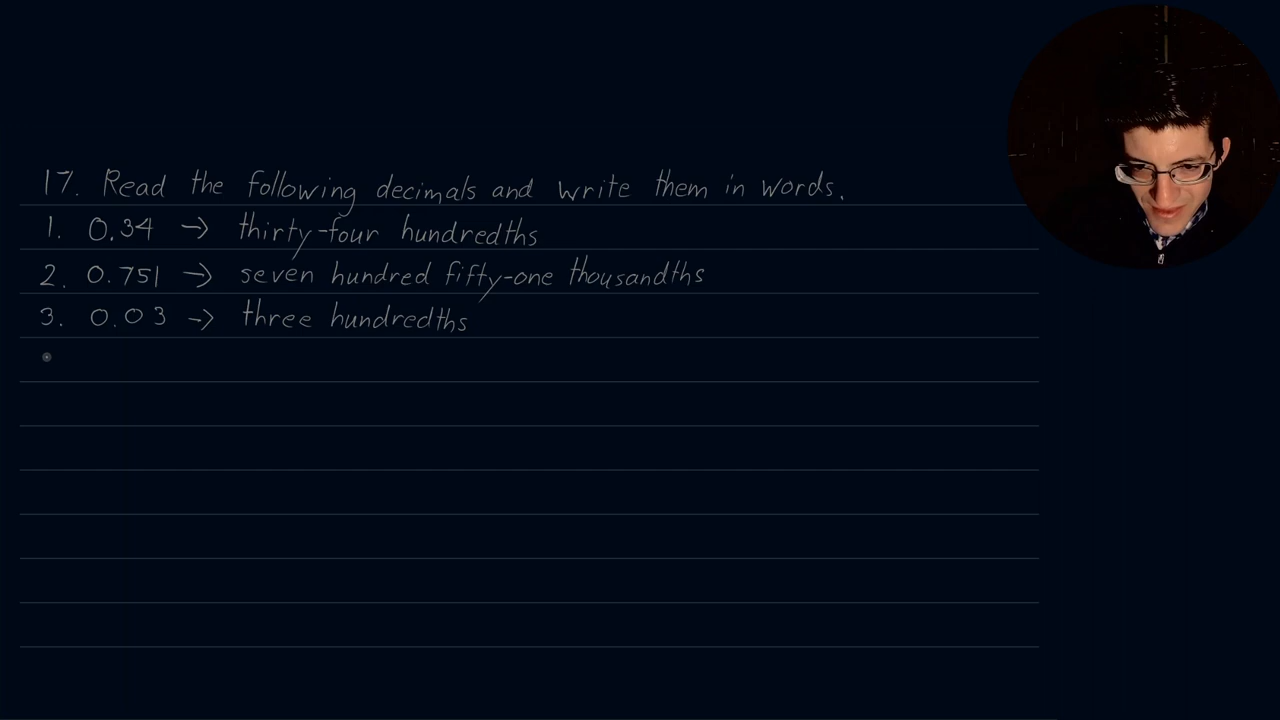 17. Read the following decimals and write them in words.
1. 0.34 → thirty-four hundredths
2. 0.751 → seven hundred fifty-one thousandths
3. 0.03 → three hundredths